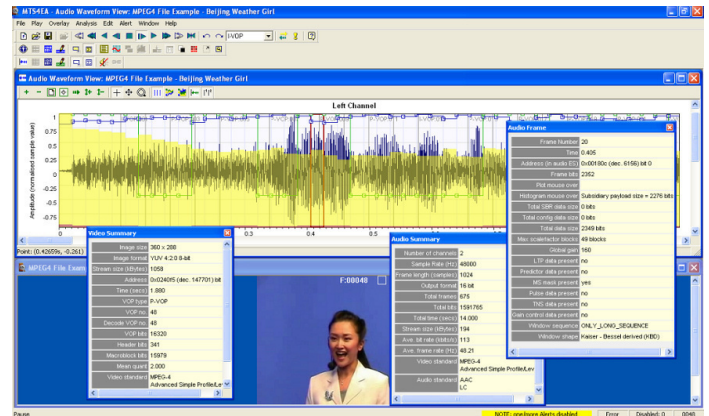 MTS4EA - Audio Waveform View: MPEG4 File Example - Beijing Weather Girl
File Play Overlay Analysis Edit Alert Window Help
I-VOP
Audio Waveform View: MPEG4 File Example - Beijing Weather Girl
Left Channel
Amplitude (normalised sample value)
1
0.75
0.5
0.25
0
-0.25
-0.5
-0.75
0
0.3
0.4
0.5
Point: (0.42659s, -0.261)
Audio Frame
Frame Number 20
Time 0.405
Address (in audio ES) 0x00180c (dec. 6156) bit 0
Frame bits 2352
Plot mouse over
Histogram mouse over Subsidiary payload size = 2276 bits
Total SBR data size 0 bits
Total config data size 0 bits
Total data size 2349 bits
Max scalefactor blocks 49 blocks
Global gain 160
LTP data present no
Predictor data present no
MS mask present yes
Pulse data present no
TNS data present no
Gain control data present no
Window sequence ONLY_LONG_SEQUENCE
Window shape Kaiser - Bessel derived (KBD)
Video Summary
Image size 360 x 288
Image format YUV 4:2:0 8-bit
Stream size (kBytes) 1058
Address 0x0240f5 (dec. 147701) bit
Time (secs) 1.880
VOP type P-VOP
VOP no. 48
Decode VOP no. 48
VOP bits 16320
Header bits 341
Macroblock bits 15979
Mean quant 2.000
Video standard MPEG-4
Advanced Simple Profile/Lev
Audio Summary
Number of channels 2
Sample Rate (Hz) 48000
Frame length (samples) 1024
Output format 16 bit
Total frames 675
Total bits 1591765
Total time (secs) 14.000
Stream size (kBytes) 194
Ave. bit rate (kbits/s) 113
Ave. frame rate (Hz) 48.21
Video standard MPEG-4
Advanced Simple Profile/Lev
Audio standard AAC
LC
MPEG4 File Exam
F:00048
Pause
NOTE: one/more Alerts disabled
Error
Disabled: 0
0048